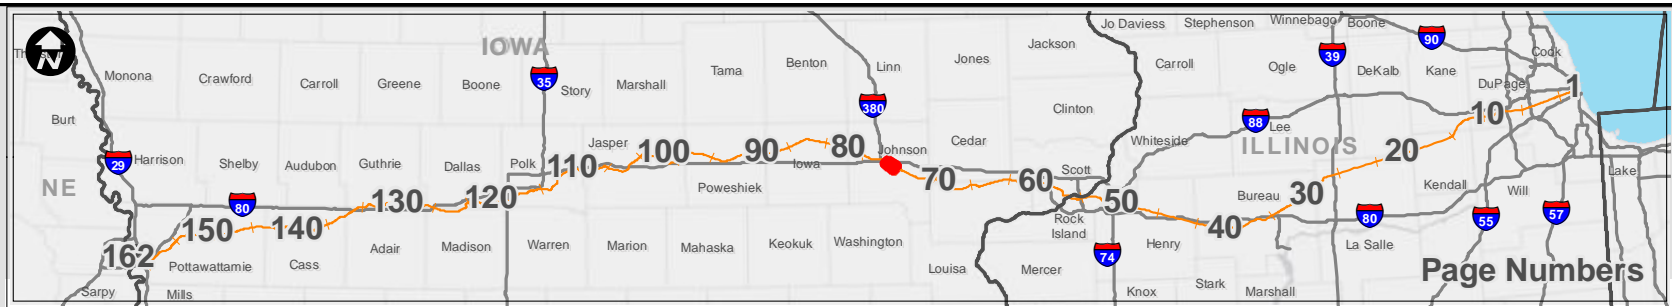 N
IOWA
ILLINOIS
NE
Monona
Crawford
Carroll
Greene
Boone
35
Story
Marshall
Tama
Benton
Linn
Jones
Jackson
Jo Daviess
Stephenson
Winnebago
Boone
90
39
Cook
Carroll
Ogle
DeKalb
Kane
DuPage
1
Burt
380
Clinton
88
Lee
10
29
Harrison
Shelby
Audubon
Guthrie
Dallas
Polk
110
Jasper
100
90
Iowa
80
Johnson
Cedar
70
60
Scott
Whiteside
20
Lake
80
150
140
130
120
Poweshiek
50
Rock
Island
40
Bureau
30
80
Kendall
55
Will
57
162
Pottawattamie
Cass
Adair
Madison
Warren
Marion
Mahaska
Keokuk
Washington
Louisa
Mercer
74
Henry
La Salle
Sarpy
Mills
Knox
Stark
Marshall
Page Numbers